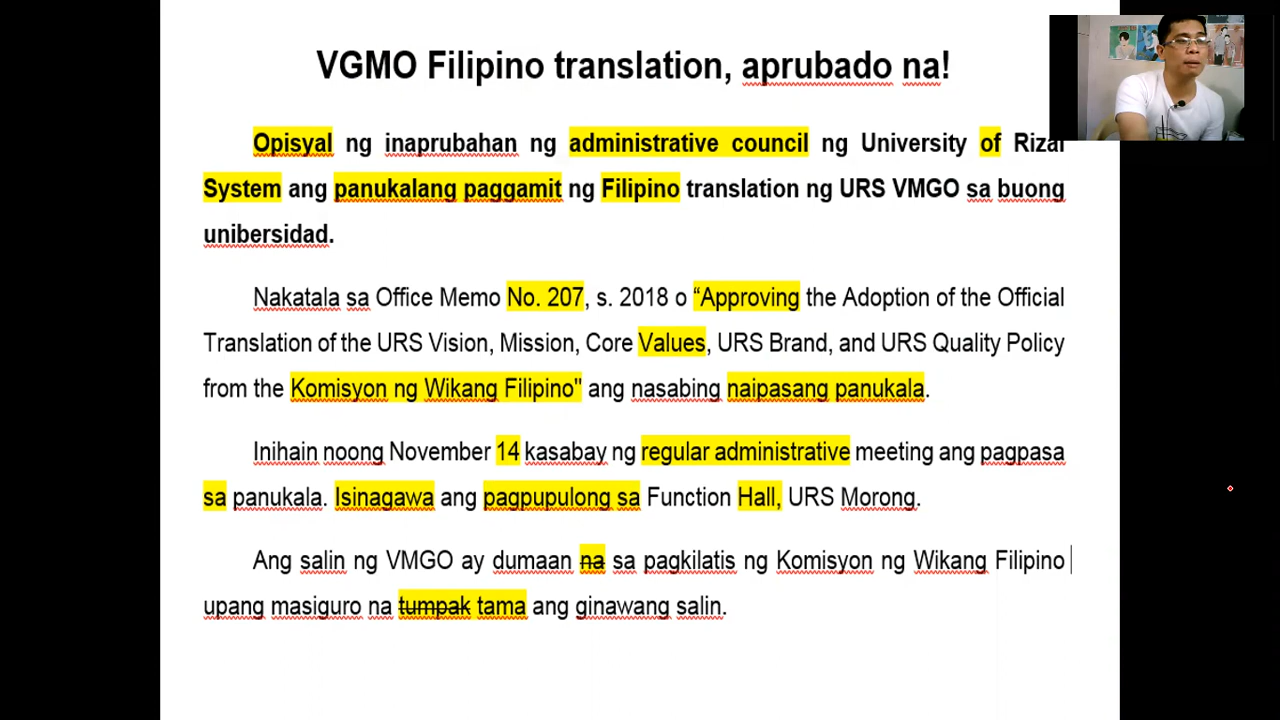 VGMO Filipino translation, aprubado na!
Opisyal ng inaprubahan ng administrative council ng University of Rizal
System ang panukalang paggamit ng Filipino translation ng URS VMGO sa buong
unibersidad.
Nakatala sa Office Memo No. 207, s. 2018 o “Approving the Adoption of the Official
Translation of the URS Vision, Mission, Core Values, URS Brand, and URS Quality Policy
from the Komisyon ng Wikang Filipino" ang nasabing naipasang panukala.
Inihain noong November 14 kasabay ng regular administrative meeting ang pagpasa
sa panukala. Isinagawa ang pagpupulong sa Function Hall, URS Morong.
Ang salin ng VMGO ay dumaan na sa pagkilatis ng Komisyon ng Wikang Filipino
upang masiguro na tumpak tama ang ginawang salin.